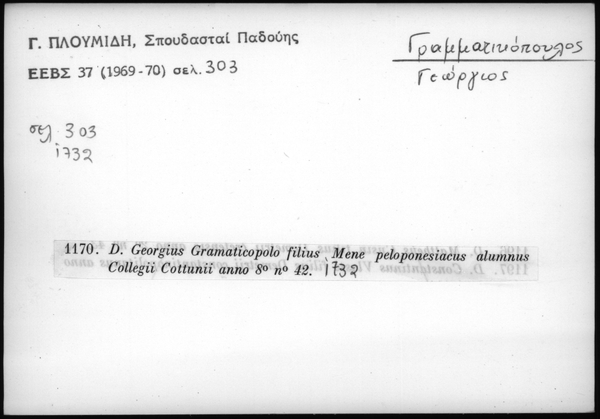 Γ. ΠΛΟΥΜΙΔΗ, Σπουδασταί Παδούης
ΕΕΒΣ 37 (1969-70) σελ. 303
Γραμματικόπουλος
Γεώργιος
σελ 303
1732
1170. D. Georgius Gramaticopolo filius Mene peloponesiacus alumnus
Collegii Cottunii anno 8º nº 42. 1732